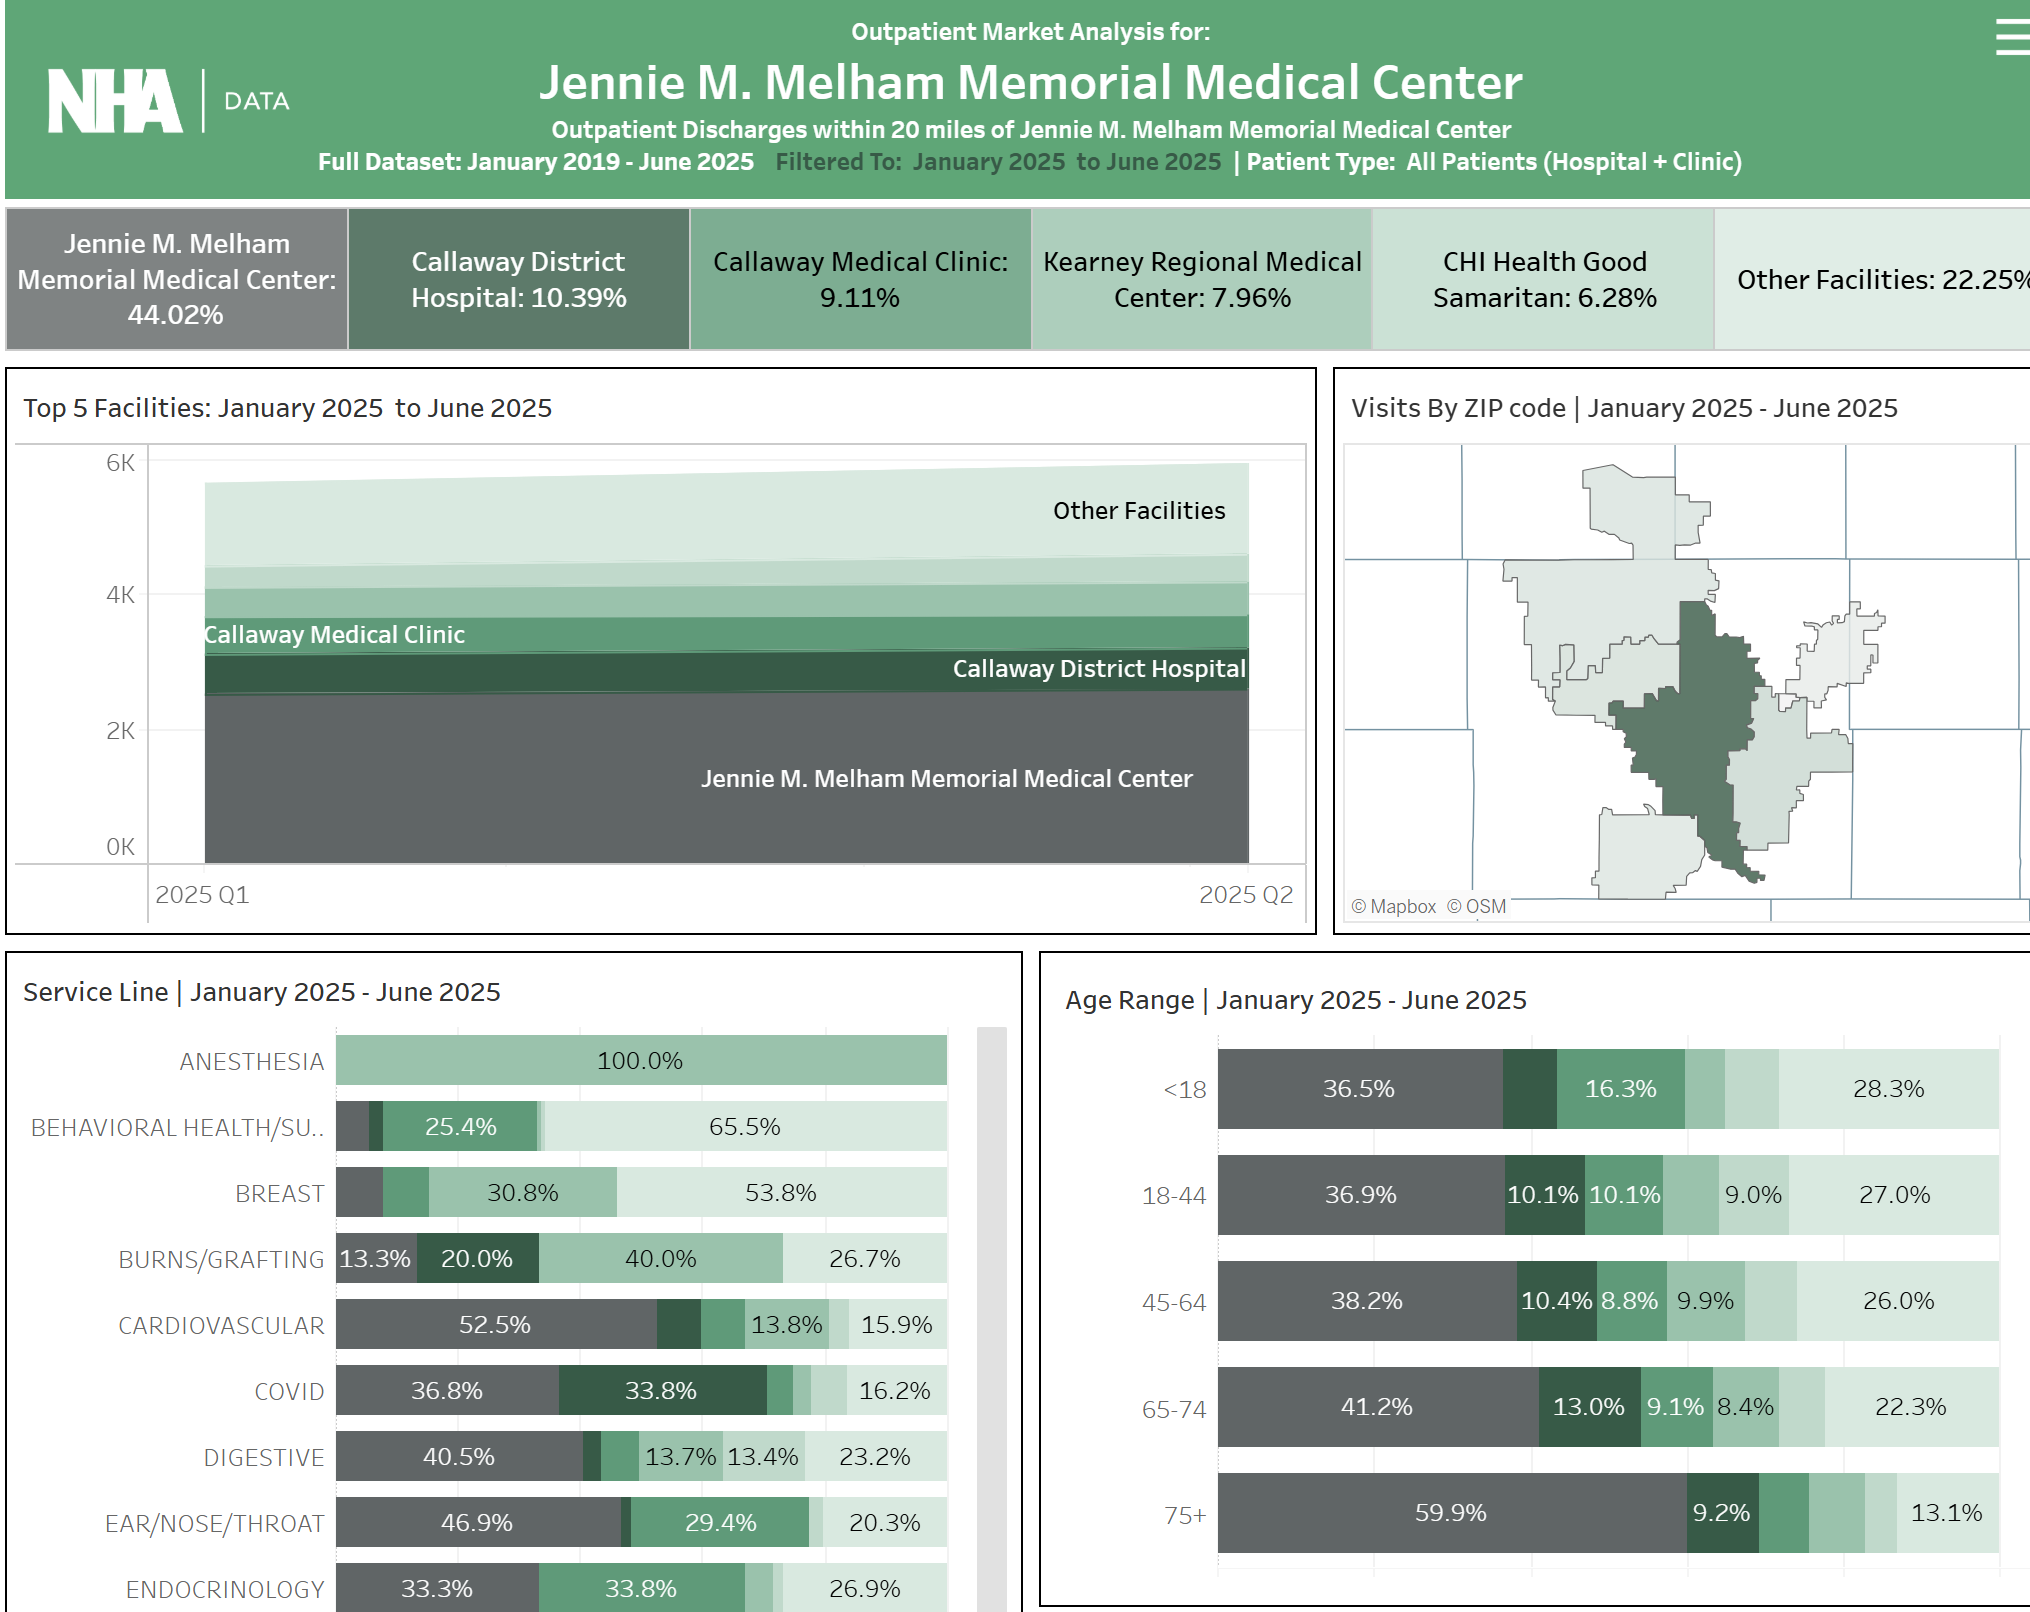 Outpatient Market Analysis for:
Jennie M. Melham Memorial Medical Center
NHA | DATA
Outpatient Discharges within 20 miles of Jennie M. Melham Memorial Medical Center
Full Dataset: January 2019 - June 2025 Filtered To: January 2025 to June 2025 | Patient Type: All Patients (Hospital + Clinic)
Jennie M. Melham
Memorial Medical Center:
44.02%
Callaway District
Hospital: 10.39%
Callaway Medical Clinic:
9.11%
Kearney Regional Medical
Center: 7.96%
CHI Health Good
Samaritan: 6.28%
Other Facilities: 22.25%
Top 5 Facilities: January 2025 to June 2025
6K
4K
2K
0K
Other Facilities
Callaway Medical Clinic
Callaway District Hospital
Jennie M. Melham Memorial Medical Center
2025 Q1
2025 Q2
Visits By ZIP code | January 2025 - June 2025
© Mapbox © OSM
Service Line | January 2025 - June 2025
ANESTHESIA 100.0%
BEHAVIORAL HEALTH/SU.. 25.4% 65.5%
BREAST 30.8% 53.8%
BURNS/GRAFTING 13.3% 20.0% 40.0% 26.7%
CARDIOVASCULAR 52.5% 13.8% 15.9%
COVID 36.8% 33.8% 16.2%
DIGESTIVE 40.5% 13.7% 13.4% 23.2%
EAR/NOSE/THROAT 46.9% 29.4% 20.3%
ENDOCRINOLOGY 33.3% 33.8% 26.9%
Age Range | January 2025 - June 2025
<18 36.5% 16.3% 28.3%
18-44 36.9% 10.1% 10.1% 9.0% 27.0%
45-64 38.2% 10.4% 8.8% 9.9% 26.0%
65-74 41.2% 13.0% 9.1% 8.4% 22.3%
75+ 59.9% 9.2% 13.1%